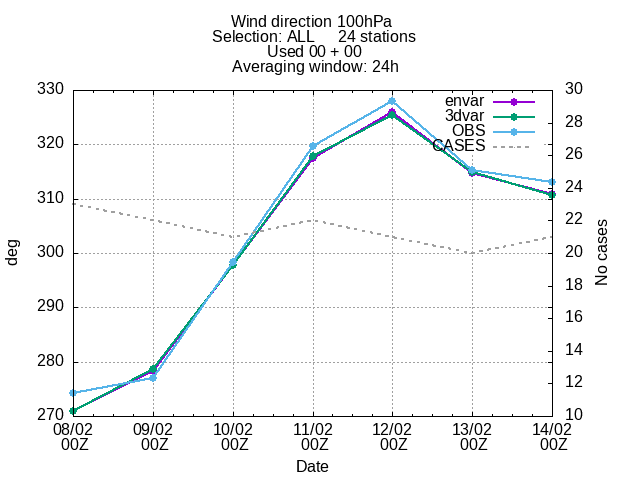 Wind direction 100hPa
Selection: ALL 24 stations
Used 00 + 00
Averaging window: 24h
330
320
310
300
290
280
270
deg
30
28
26
24
22
20
18
16
14
12
10
No cases
envar
3dvar
OBS
CASES
08/02 09/02 10/02 11/02 12/02 13/02 14/02
00Z 00Z 00Z 00Z 00Z 00Z 00Z
Date